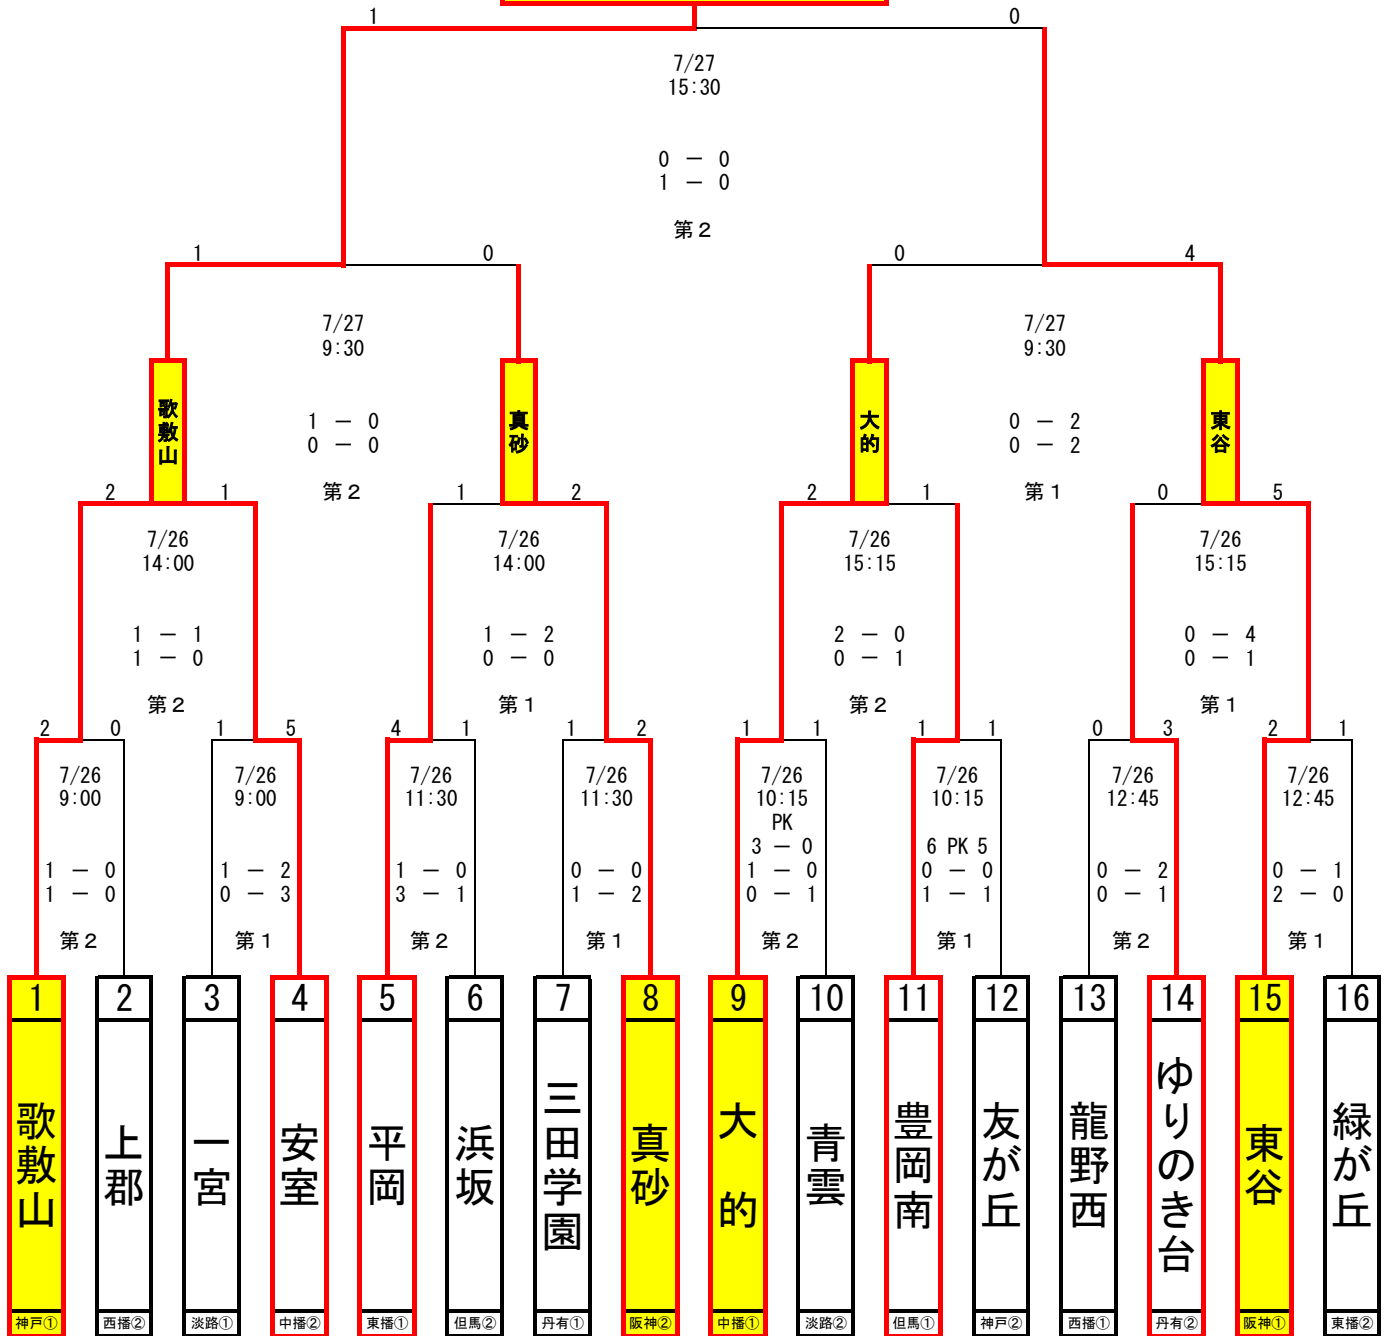 1 0
7/27
15:30
0 － 0
1 － 0
第２
1 0 0 4
7/27 7/27
9:30 9:30
歌敷山 真砂 大的 東谷
1 － 0 0 － 2
0 － 0 0 － 2
第２ 第１
2 1 1 2 2 1 0 5
7/26 7/26 7/26 7/26
14:00 14:00 15:15 15:15
1 － 1 1 － 2 2 － 0 0 － 4
1 － 0 0 － 0 0 － 1 0 － 1
第２ 第１ 第２ 第１
2 0 1 5 4 1 1 2 1 1 1 1 0 3 2 1
7/26 7/26 7/26 7/26 7/26 7/26 7/26 7/26
9:00 9:00 11:30 11:30 10:15 10:15 12:45 12:45
PK
3 － 0 6 PK 5
1 － 0 1 － 2 1 － 0 0 － 0 1 － 0 0 － 0 0 － 2 0 － 1
1 － 0 0 － 3 3 － 1 1 － 2 0 － 1 1 － 1 0 － 1 2 － 0
第２ 第１ 第２ 第１ 第２ 第１ 第２ 第１
1 2 3 4 5 6 7 8 9 10 11 12 13 14 15 16
歌敷山 上郡 一宮 安室 平岡 浜坂 三田学園 真砂 大的 青雲 豊岡南 友が丘 龍野西 ゆりのき台 東谷 緑が丘
神戸① 西播② 淡路① 中播② 東播① 但馬② 丹有① 阪神② 中播① 淡路② 但馬① 神戸② 西播① 丹有② 阪神① 東播②